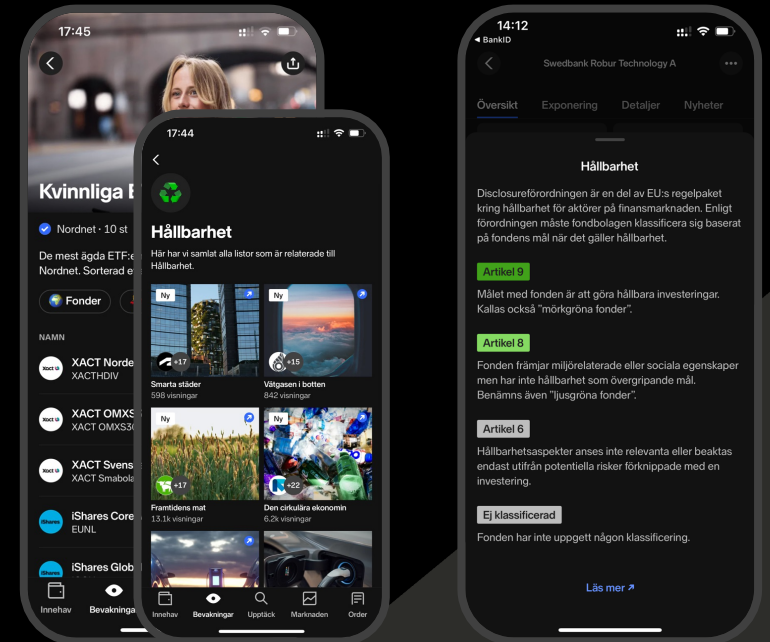 17:45
Kvinnliga
Nordnet · 10 st
De mest ägda
Nordnet. Sorterad
Fonder
NAMN
XACT
XACTHDIV
XACT
XACT
XACT
XACT
iShares Core
EUNL
iShares
Innehav
17:44
Hållbarhet
Här har vi samlat alla listor som är relaterade till
Hållbarhet.
Ny
Ny
+17
+15
Smarta städer
Vätgasen i botten
598 visningar
842 visningar
Ny
Ny
+17
+22
Framtidens mat
Den cirkulära ekonomin
13.1k visningar
6.2k visningar
Innehav
Bevakningar
Upptäck
Marknaden
Order
14:12
BankID
Swedbank Robur Technology A
Översikt
Exponering
Detaljer
Nyheter
Hållbarhet
Disclosureförordningen är en del av EU:s regelpaket
kring hållbarhet för aktörer på finansmarknaden. Enligt
förordningen måste fondbolagen klassificera sig baserat
på fondens mål när det gäller hållbarhet.
Artikel 9
Målet med fonden är att göra hållbara investeringar.
Kallas också "mörkgröna fonder".
Artikel 8
Fonden främjar miljörelaterade eller sociala egenskaper
men har inte hållbarhet som övergripande mål.
Benämns även "ljusgröna fonder".
Artikel 6
Hållbarhetsaspekter anses inte relevanta eller beaktas
endast utifrån potentiella risker förknippade med en
investering.
Ej klassificerad
Fonden har inte uppgett någon klassificering.
Läs mer